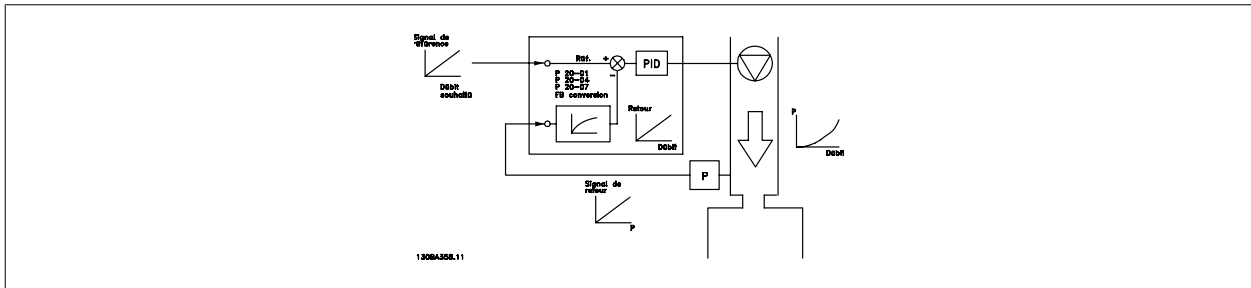 Signal de
référence
Débit
souhaité
Réf.
+
-
P 20-01
P 20-04
P 20-07
FB conversion
PID
Retour
Débit
P
Débit
P
Signal de
retour
P
130BA358.11